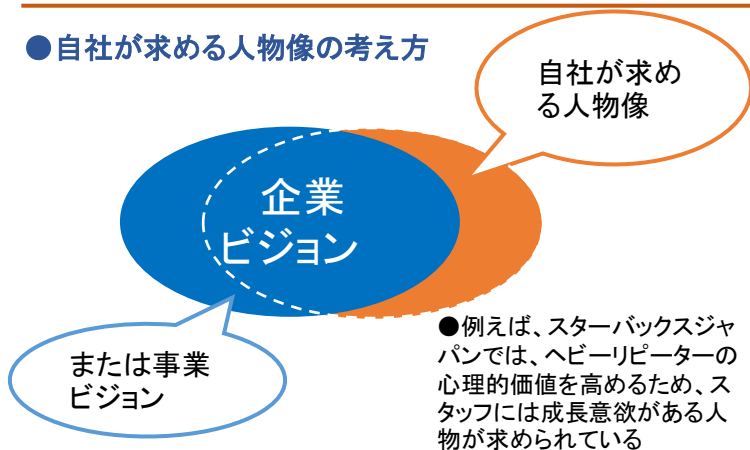 ●自社が求める人物像の考え方
自社が求め
る人物像
企業
ビジョン
または事業
ビジョン
●例えば、スターバックスジャ
パンでは、ヘビーリピーターの
心理的価値を高めるため、ス
タッフには成長意欲がある人
物が求められている